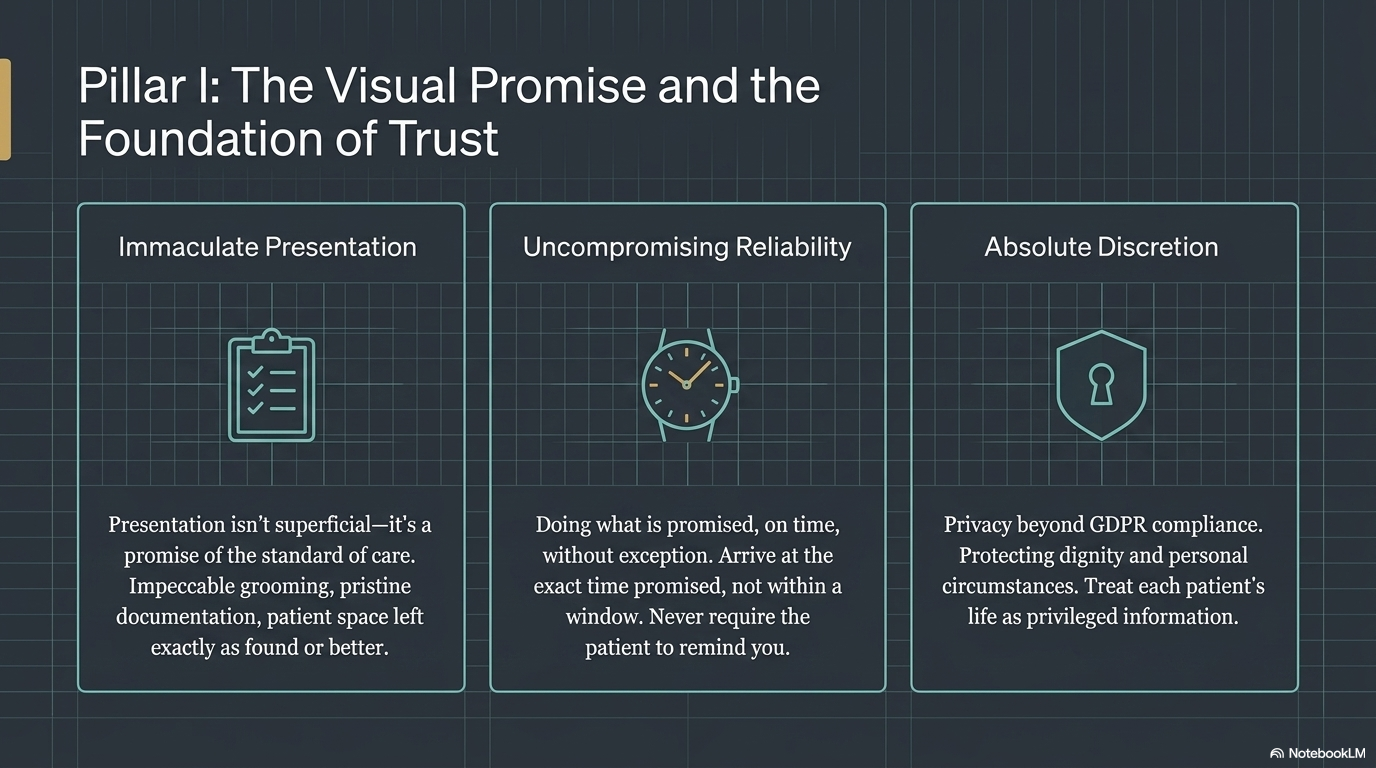 Pillar I: The Visual Promise and the
Foundation of Trust
Immaculate Presentation
Presentation isn’t superficial—it's a
promise of the standard of care.
Impeccable grooming, pristine
documentation, patient space left
exactly as found or better.
Uncompromising Reliability
Doing what is promised, on time,
without exception. Arrive at the
exact time promised, not within a
window. Never require the
patient to remind you.
Absolute Discretion
Privacy beyond GDPR compliance.
Protecting dignity and personal
circumstances. Treat each patient's
life as privileged information.
NotebookLM